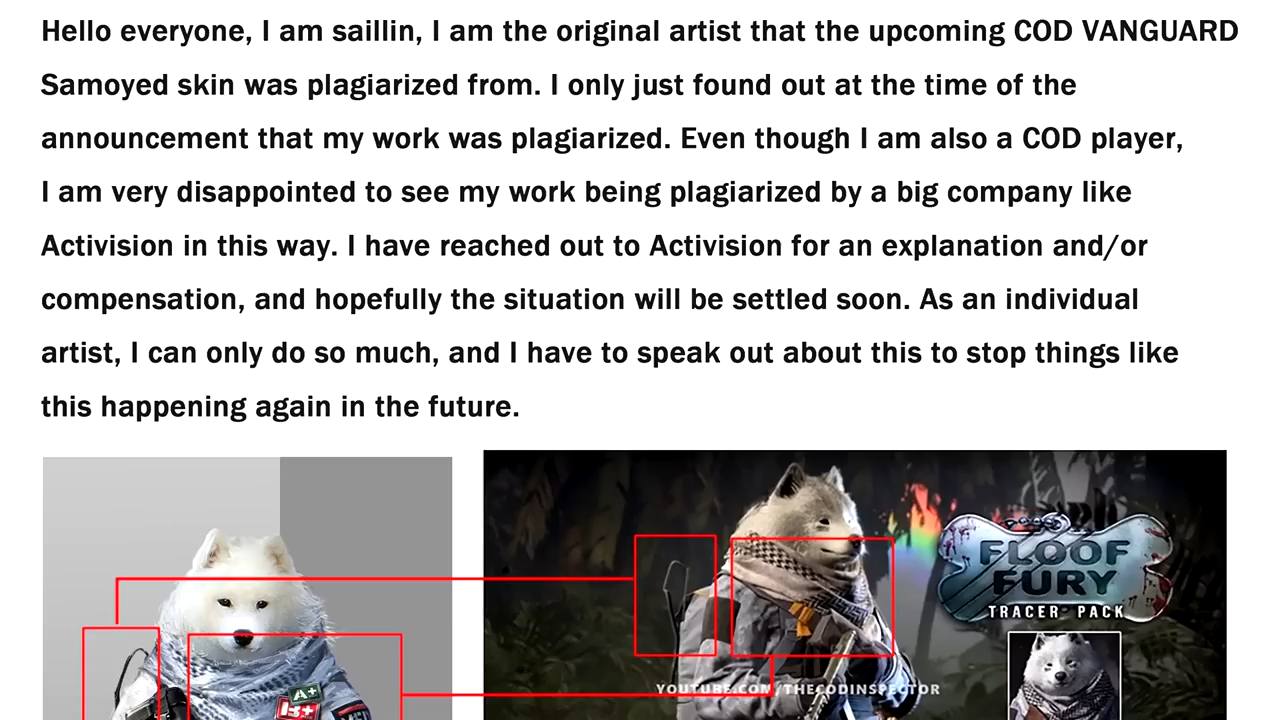 Hello everyone, I am saillin, I am the original artist that the upcoming COD VANGUARD
Samoyed skin was plagiarized from. I only just found out at the time of the
announcement that my work was plagiarized. Even though I am also a COD player,
I am very disappointed to see my work being plagiarized by a big company like
Activision in this way. I have reached out to Activision for an explanation and/or
compensation, and hopefully the situation will be settled soon. As an individual
artist, I can only do so much, and I have to speak out about this to stop things like
this happening again in the future.
FLOOF
FURY
TRACER PACK
A+
B+
YOUTUBE.COM/THECODINSPECTOR